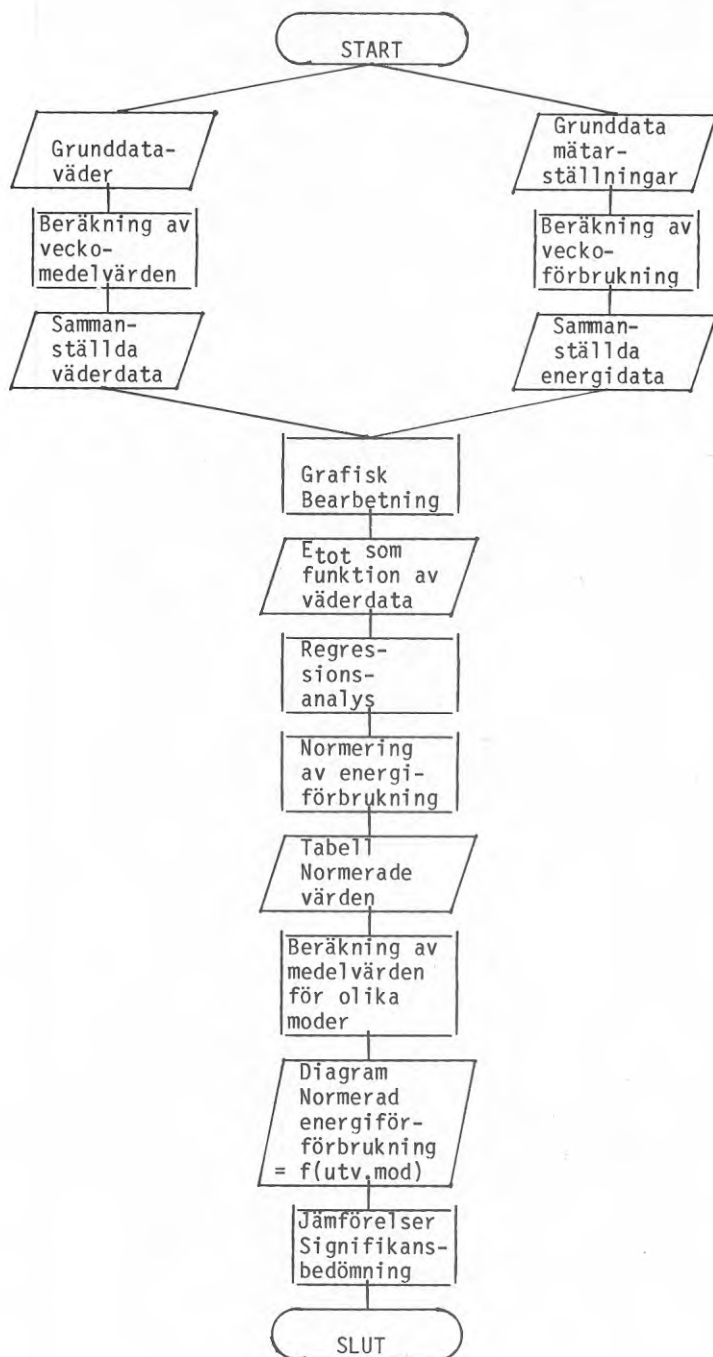 START
Grunddata-
väder
Beräkning av
vecko-
medelvärden
Samman-
ställda
väderdata
Grunddata
mätar-
ställningar
Beräkning av
vecko-
förbrukning
Samman-
ställda
energidata
Grafisk
Bearbetning
Etot som
funktion av
väderdata
Regres-
sions-
analys
Normering
av energi-
förbrukning
Tabell
Normerade
värden
Beräkning av
medelvärden
för olika
moder
Diagram
Normerad
energiför-
förbrukning
= f(utv.mod)
Jämförelser
Signifikans-
bedömning
SLUT